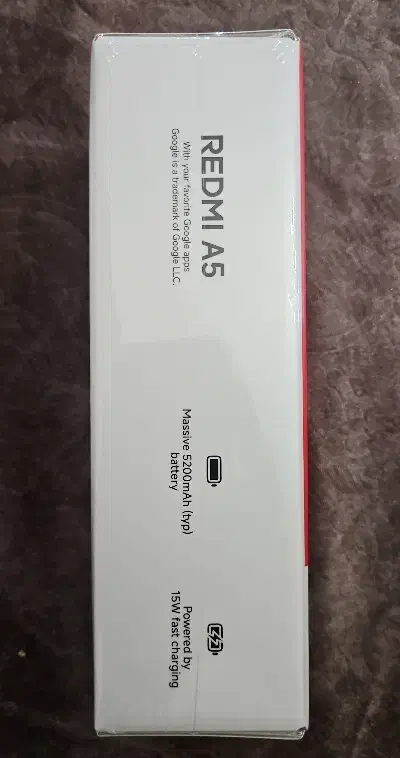 REDMI A5
With your favorite Google apps
Google is a trademark of Google LLC.
Massive 5200mAh (typ)
battery
Powered by
15W fast charging